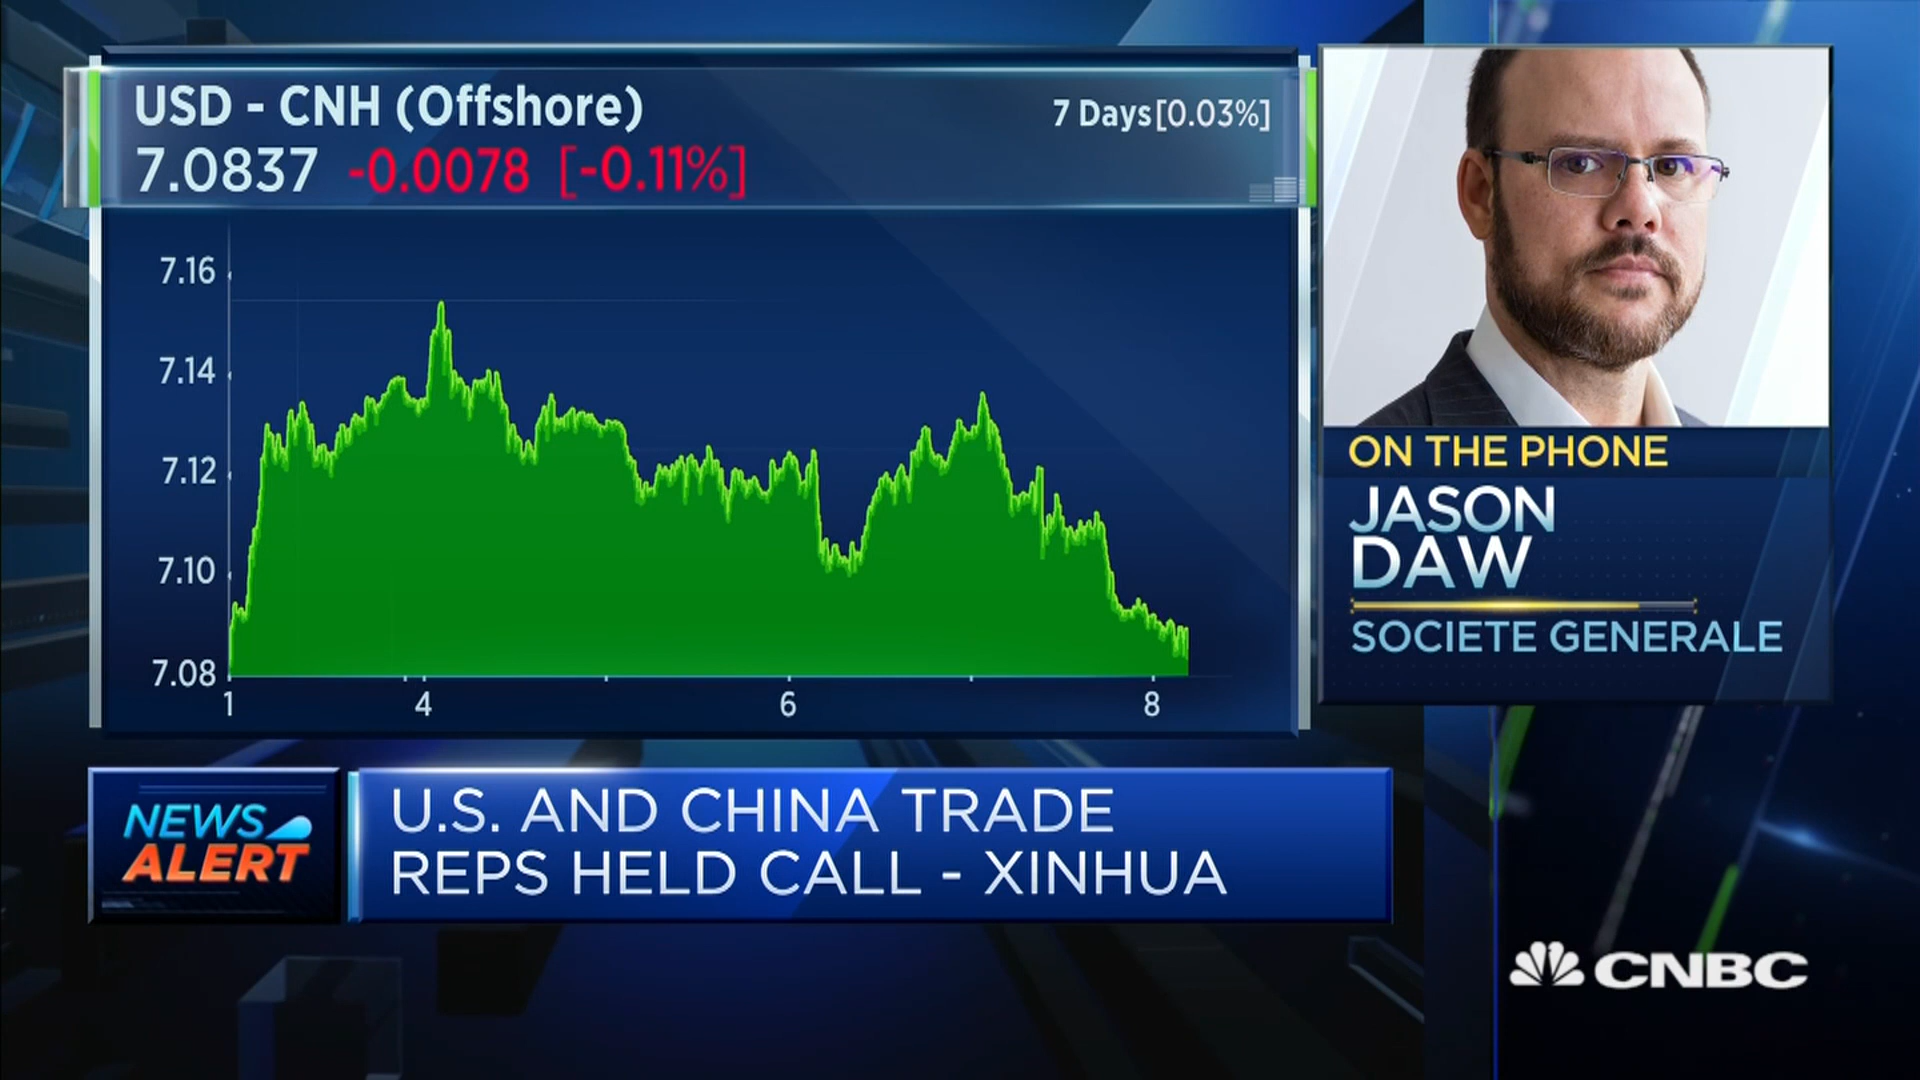 USD - CNH (Offshore)
7 Days[0.03%]
7.0837 -0.0078 [-0.11%]
7.16
7.14
7.12
7.10
7.08
1 4 6 8
ON THE PHONE
JASON
DAW
SOCIETE GENERALE
NEWS
ALERT
U.S. AND CHINA TRADE
REPS HELD CALL - XINHUA
CNBC